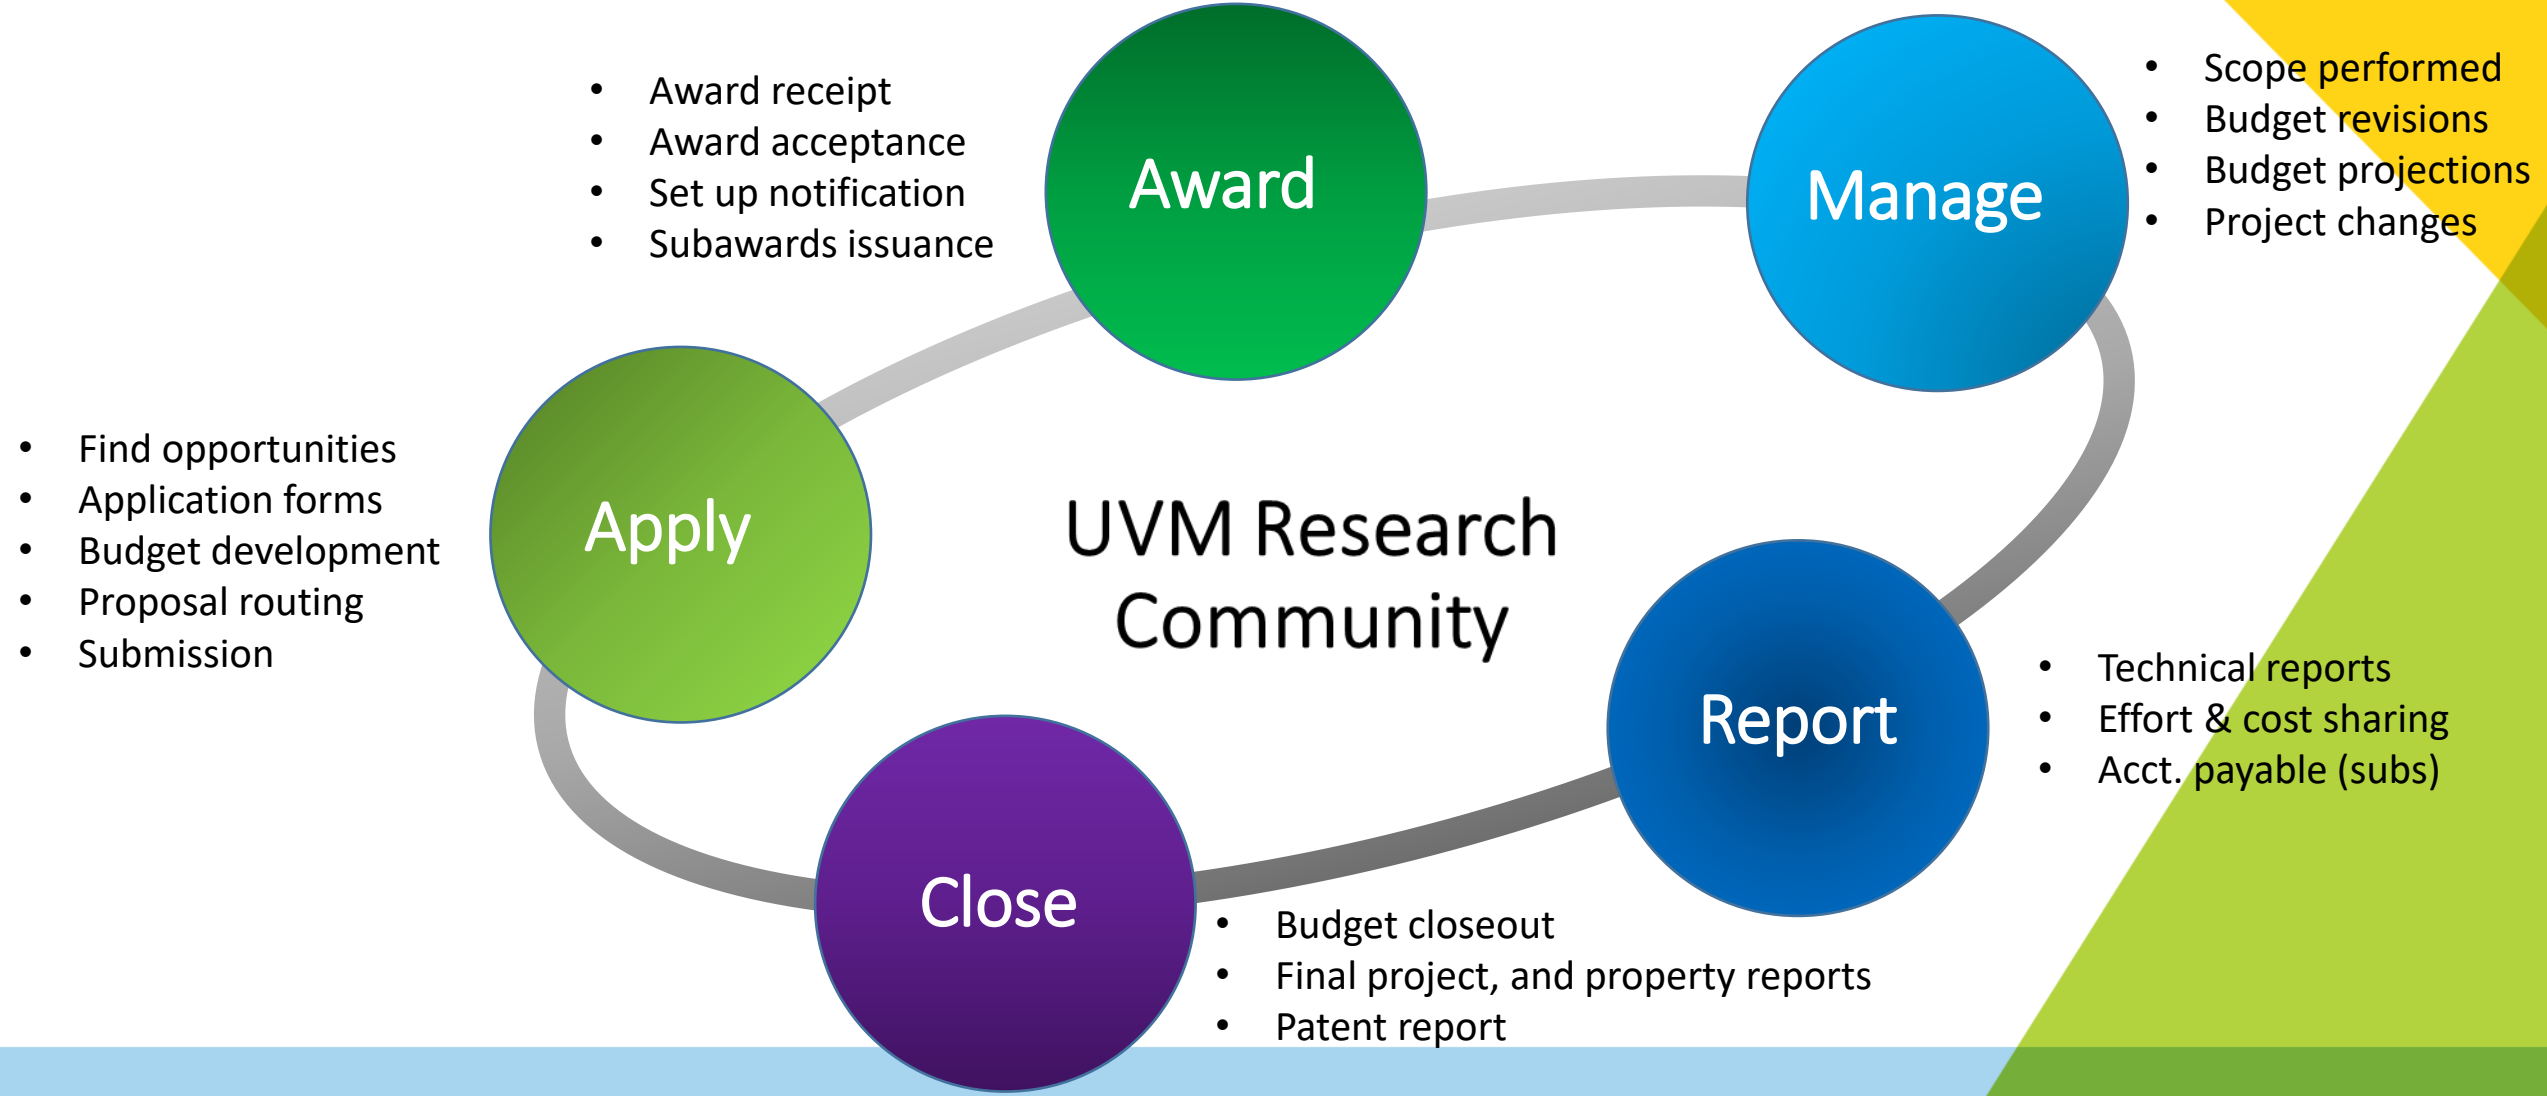 • Award receipt
• Award acceptance
• Set up notification
• Subawards issuance
Award
Manage
• Scope performed
• Budget revisions
• Budget projections
• Project changes
• Find opportunities
• Application forms
• Budget development
• Proposal routing
• Submission
Apply
UVM Research
Community
Report
• Technical reports
• Effort & cost sharing
• Acct. payable (subs)
Close
• Budget closeout
• Final project, and property reports
• Patent report